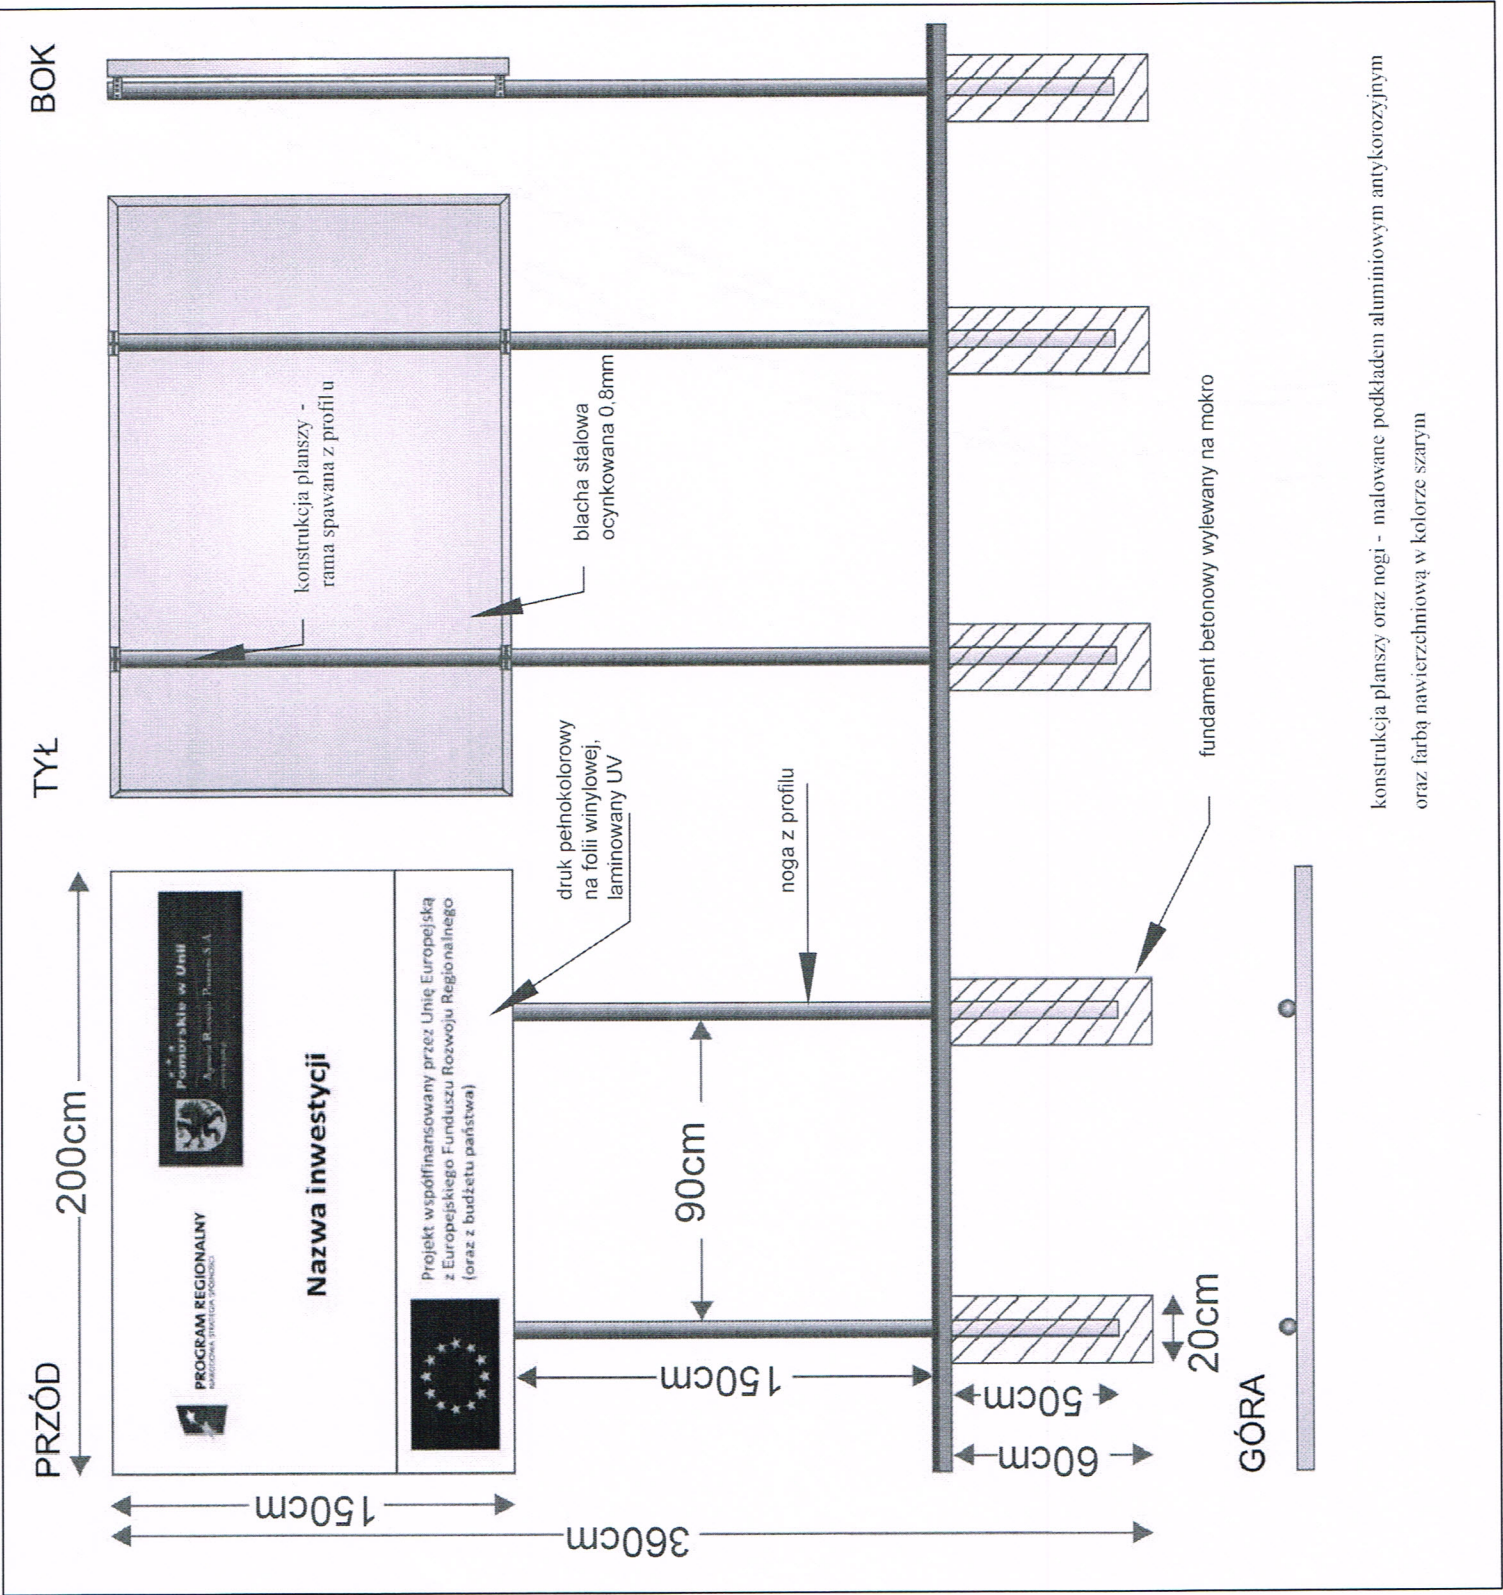 PRZÓD
TYŁ
BOK
200cm
150cm
360cm
PROGRAM REGIONALNY
NARODOWA STRATEGIA SPÓJNOŚCI
Pomorskie w Unii
Nazwa inwestycji
Projekt współfinansowany przez Unię Europejską
z Europejskiego Funduszu Rozwoju Regionalnego
(oraz z budżetu państwa)
konstrukcja planszy -
rama spawana z profilu
blacha stalowa
ocynkowana 0,8mm
druk pełnokolorowy
na folii winylowej,
laminowany UV
noga z profilu
90cm
150cm
50cm
60cm
20cm
fundament betonowy wylewany na mokro
GÓRA
konstrukcja planszy oraz nogi - malowane podkładem aluminiowym antykorozyjnym
oraz farbą nawierzchniową w kolorze szarym